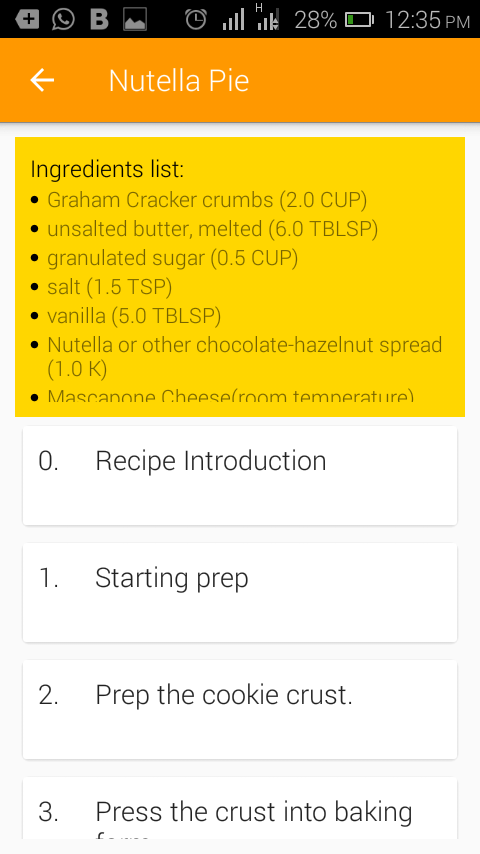 H
28% 12:35 PM
Nutella Pie
Ingredients list:
• Graham Cracker crumbs (2.0 CUP)
• unsalted butter, melted (6.0 TBLSP)
• granulated sugar (0.5 CUP)
• salt (1.5 TSP)
• vanilla (5.0 TBLSP)
• Nutella or other chocolate-hazelnut spread
(1.0 K)
• Mascapone Cheese(room temperature)
0. Recipe Introduction
1. Starting prep
2. Prep the cookie crust.
3. Press the crust into baking
form